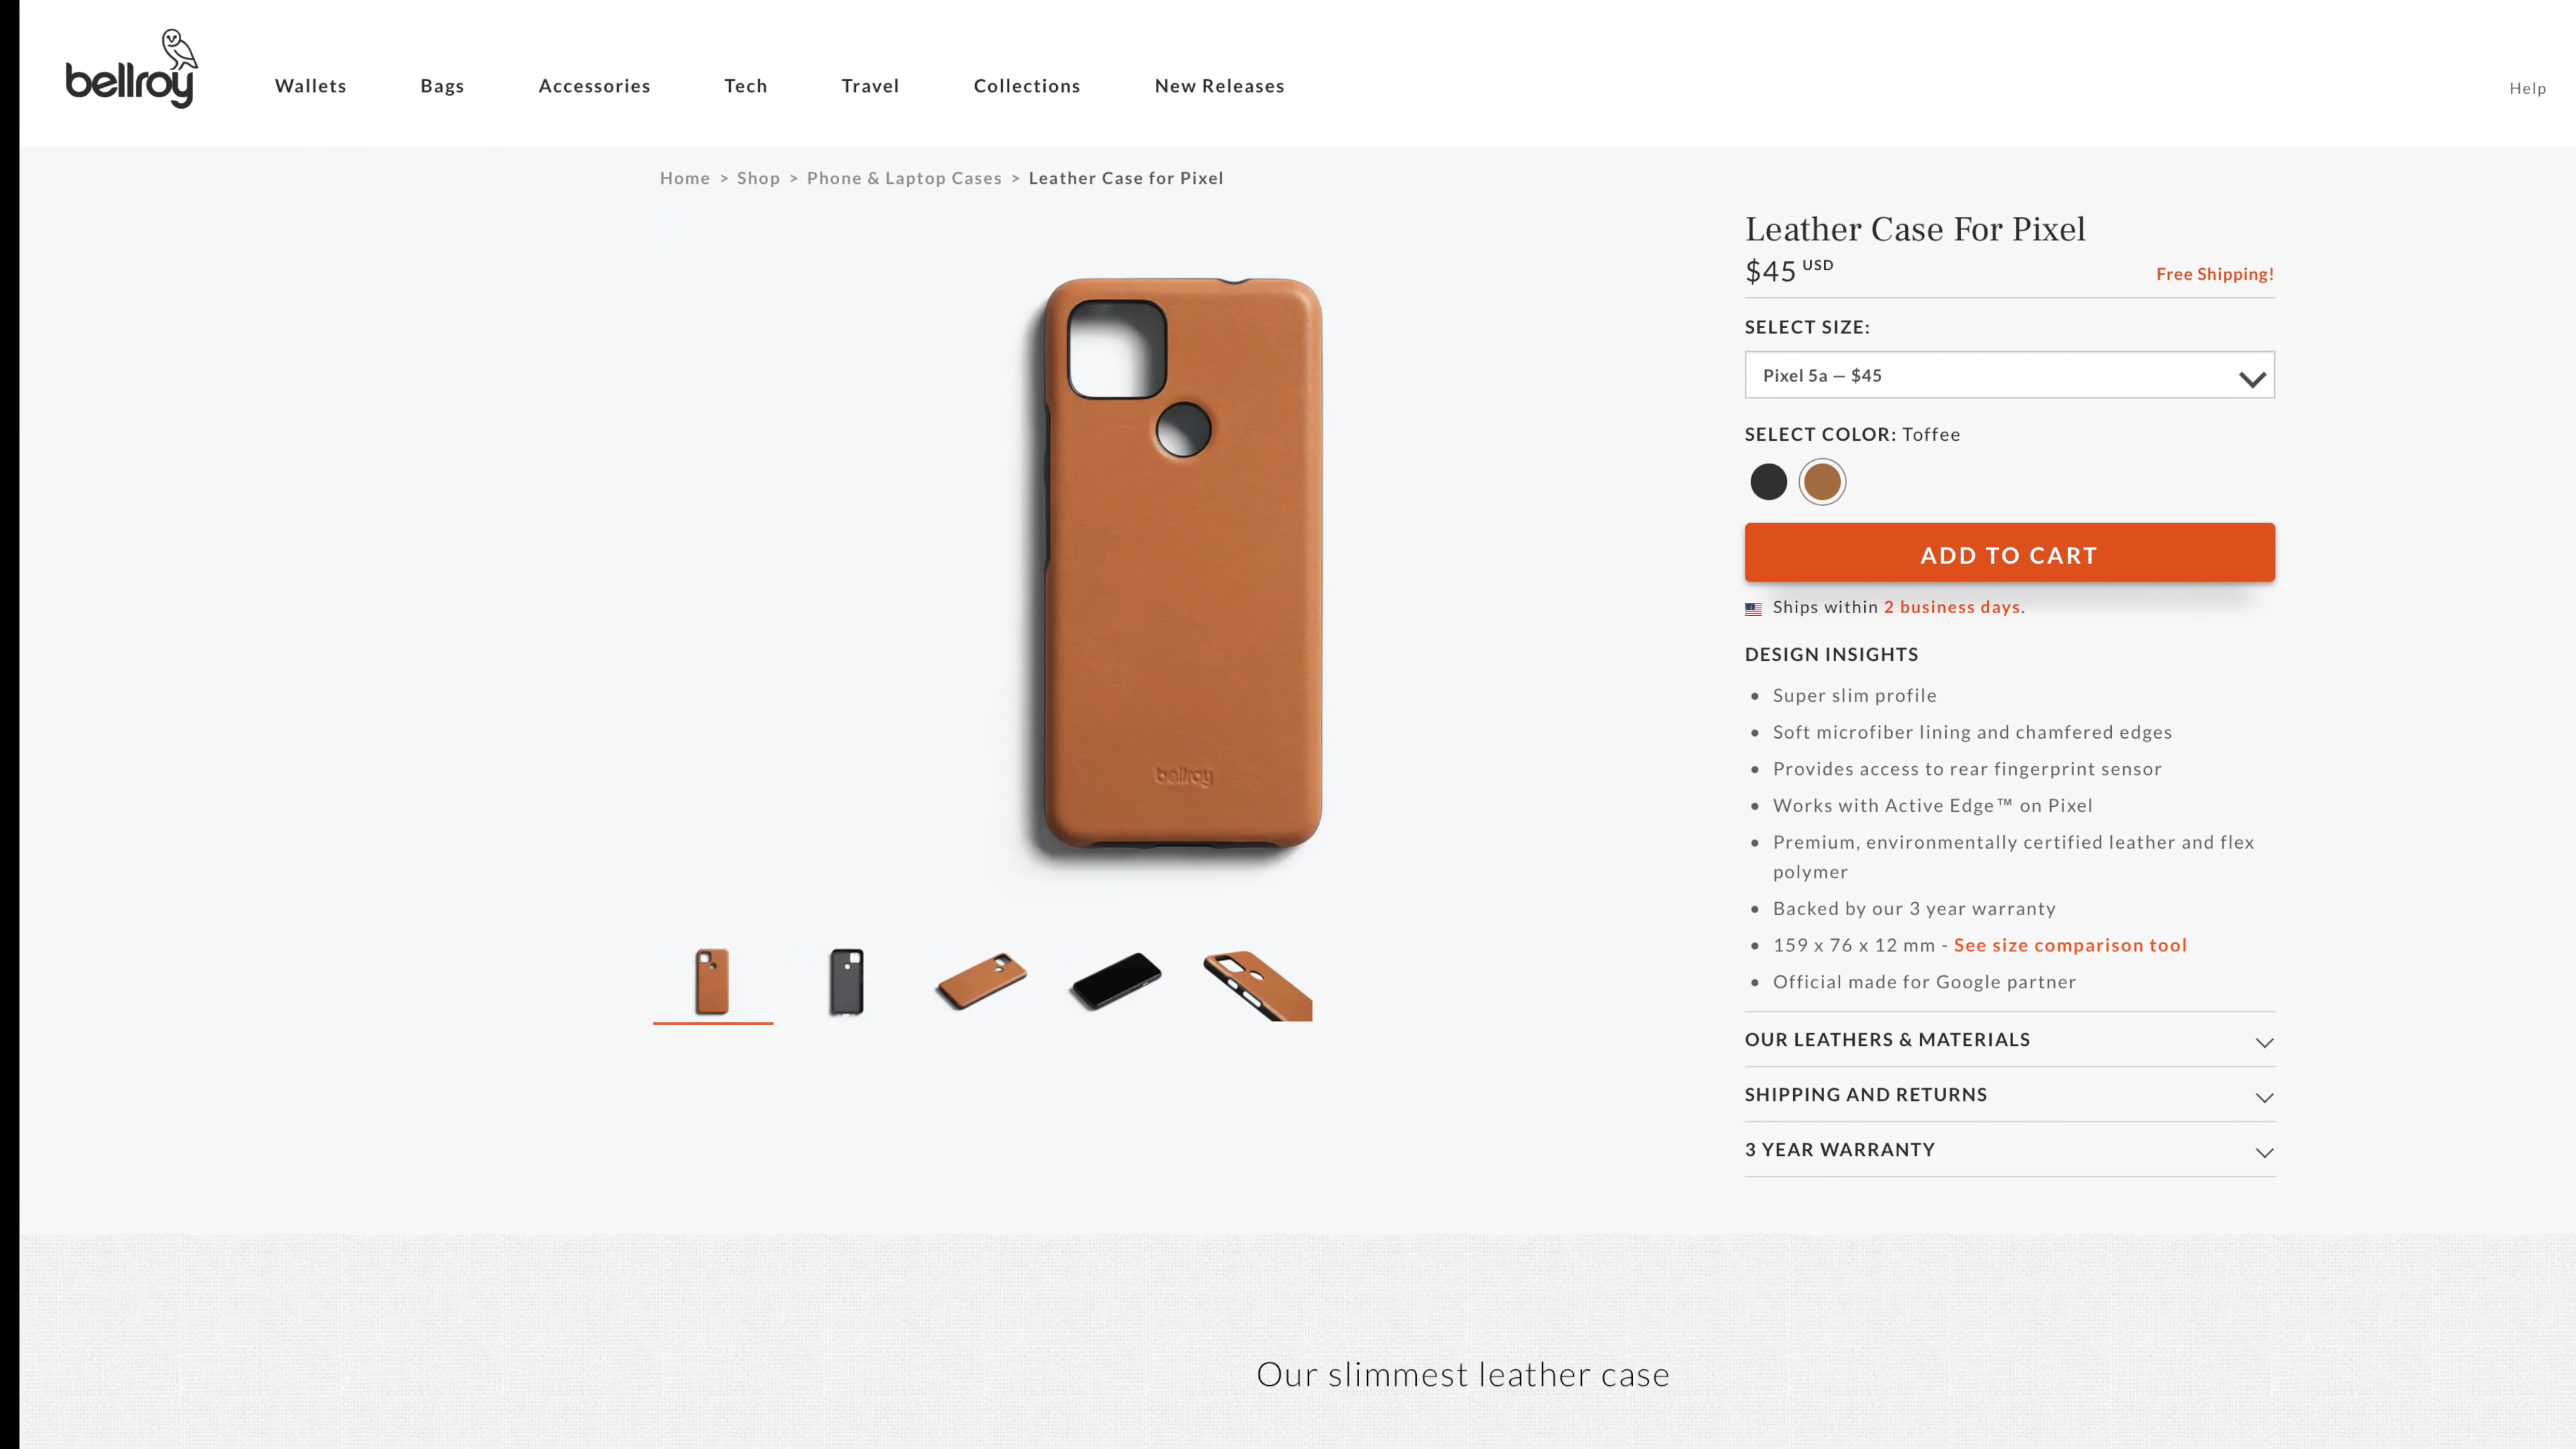 bellroy
Wallets
Bags
Accessories
Tech
Travel
Collections
New Releases
Help
Home > Shop > Phone & Laptop Cases > Leather Case for Pixel
Leather Case For Pixel
$45 USD
Free Shipping!
SELECT SIZE:
Pixel 5a — $45
SELECT COLOR: Toffee
ADD TO CART
Ships within 2 business days.
DESIGN INSIGHTS
• Super slim profile
• Soft microfiber lining and chamfered edges
• Provides access to rear fingerprint sensor
• Works with Active Edge™ on Pixel
• Premium, environmentally certified leather and flex
polymer
• Backed by our 3 year warranty
• 159 x 76 x 12 mm - See size comparison tool
• Official made for Google partner
OUR LEATHERS & MATERIALS
SHIPPING AND RETURNS
3 YEAR WARRANTY
bellroy
Our slimmest leather case